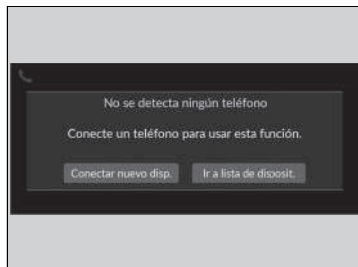 No se detecta ningún teléfono
Conecte un teléfono para usar esta función.
Conectar nuevo disp. Ir a lista de disposit.